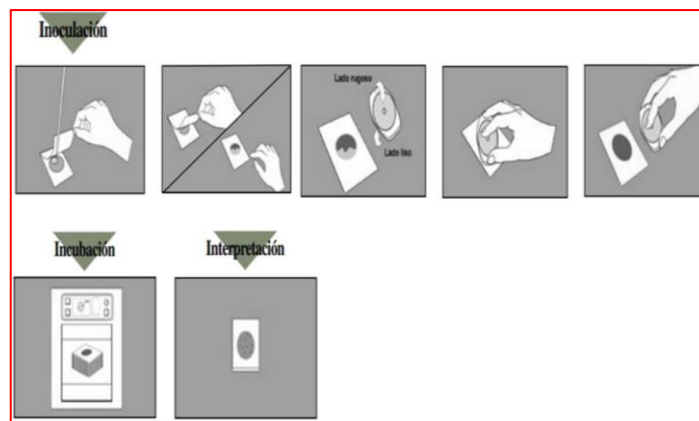 Inoculación
Lado rugoso
Lado liso
Incubación
Interpretación